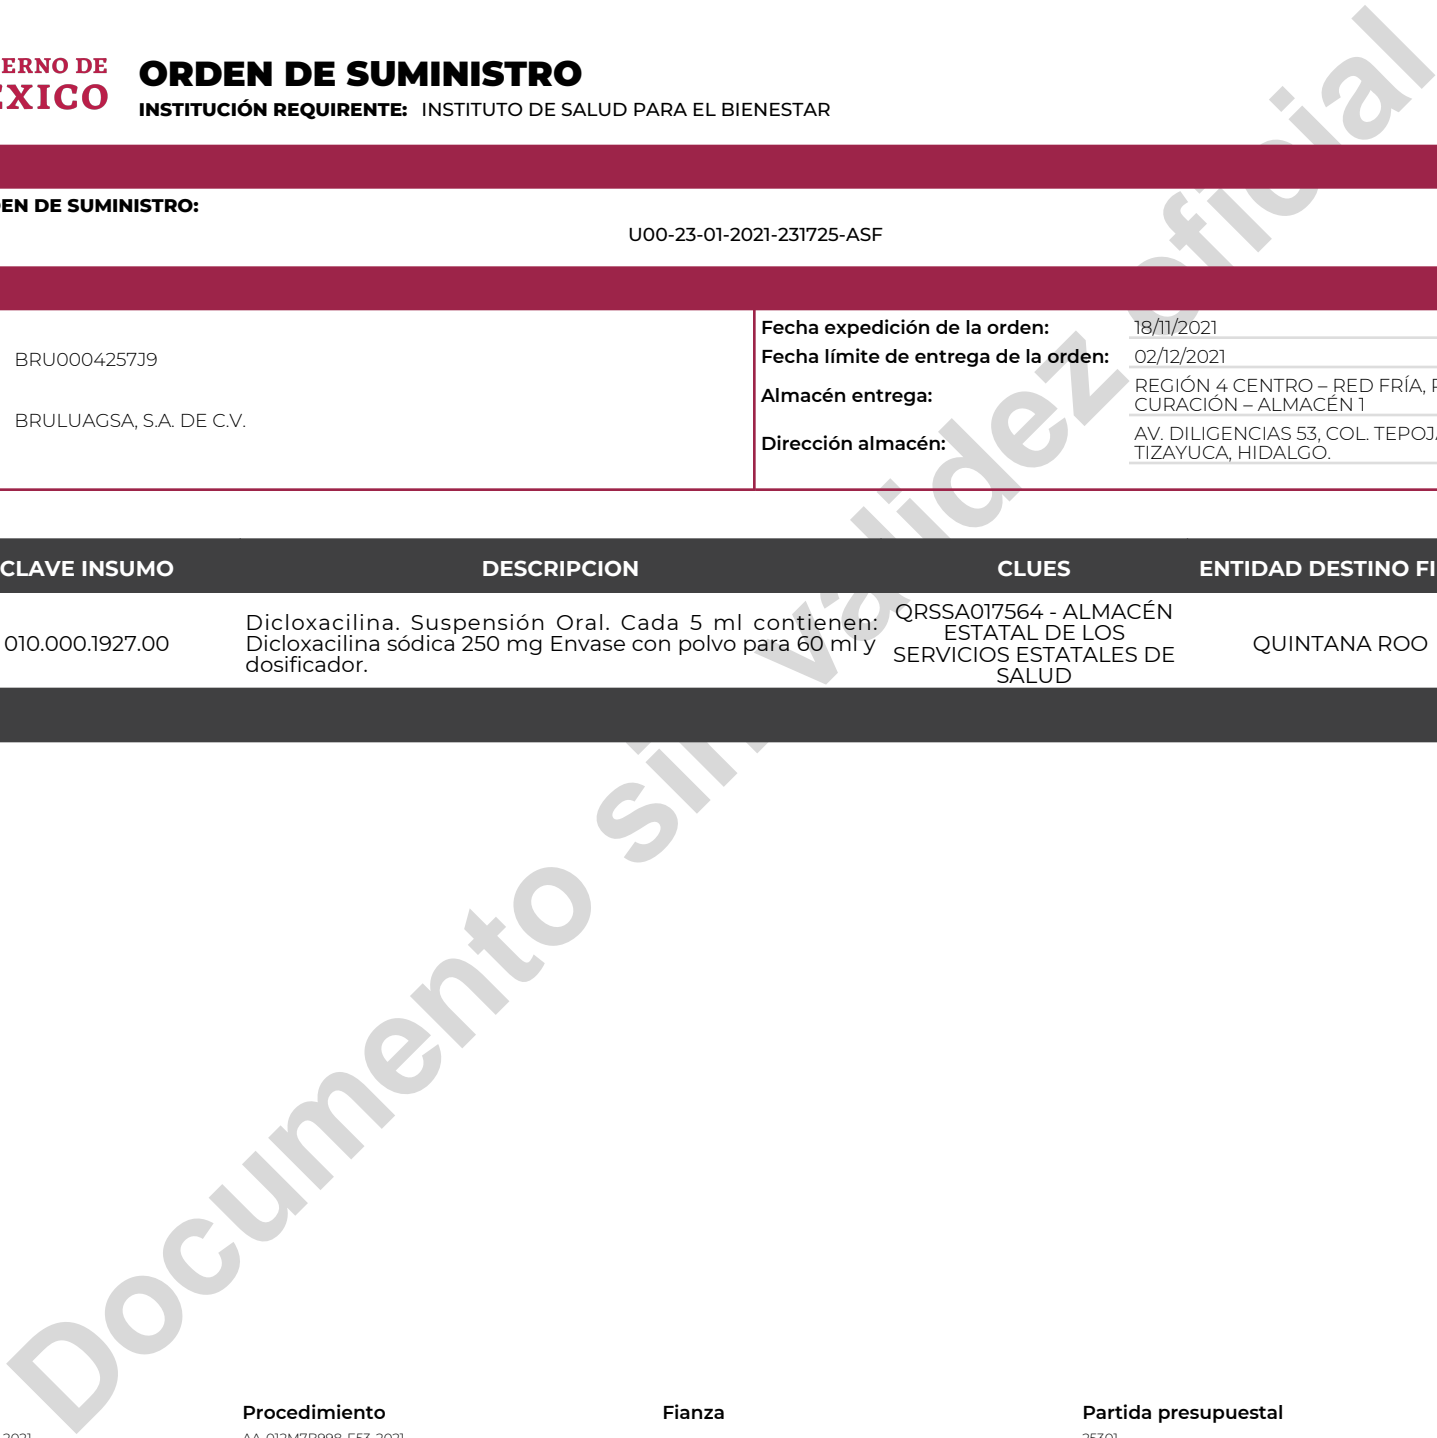 ERNO DE
ORDEN DE SUMINISTRO
INSTITUCIÓN REQUIRENTE: INSTITUTO DE SALUD PARA EL BIENESTAR
EN DE SUMINISTRO:
U00-23-01-2021-231725-ASF
BRU0004257J9
BRULUAGSA, S.A. DE C.V.
Fecha expedición de la orden: 18/11/2021
Fecha límite de entrega de la orden: 02/12/2021
Almacén entrega:
REGIÓN 4 CENTRO – RED FRÍA,
CURACIÓN – ALMACÉN 1
Dirección almacén:
AV. DILIGENCIAS 53, COL. TEPOJ
TIZAYUCA, HIDALGO.
CLAVE INSUMO DESCRIPCION CLUES ENTIDAD DESTINO FI
010.000.1927.00
Dicloxacilina. Suspensión Oral. Cada 5 ml contienen:
Dicloxacilina sódica 250 mg Envase con polvo para 60 ml y
dosificador.
QRSSA017564 - ALMACÉN
ESTATAL DE LOS
SERVICIOS ESTATALES DE
SALUD
QUINTANA ROO
Documento sin validez oficial
Procedimiento Fianza Partida presupuestal